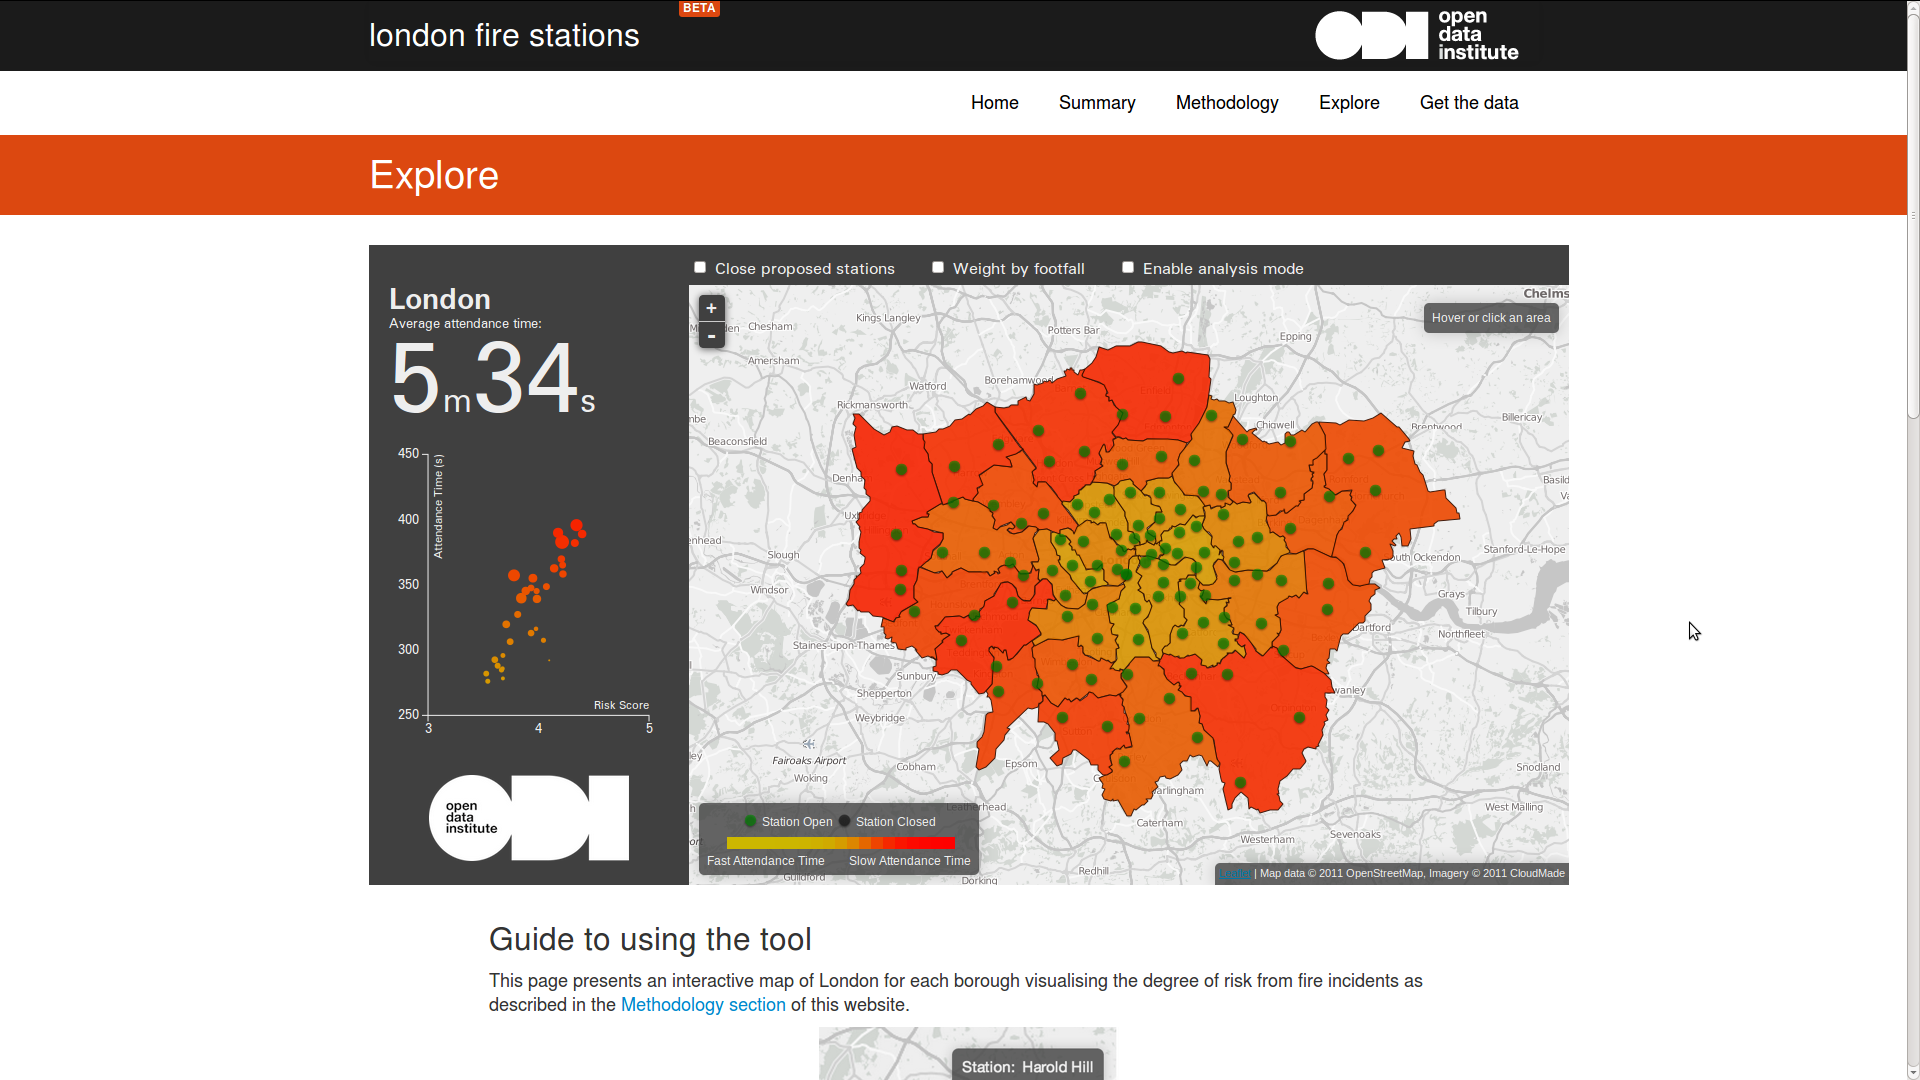 BETA
london fire stations
open
data
institute
Home Summary Methodology Explore Get the data
Explore
Close proposed stations Weight by footfall Enable analysis mode
London
Average attendance time:
5m34s
450
400
350
300
250
Attendance Time (s)
Risk Score
3 4 5
open
data
institute
+
-
Hover or click an area
Chelms
Kings Langley
Chesham
Potters Bar
Epping
Amersham
Watford
Borehamwood
Loughton
Rickmansworth
Chigwell
Billericay
Brentwood
Beaconsfield
Denha
Basild
Slough
South Ockendon
Stanford-Le-Hope
Windsor
Grays
Tilbury
Dartford
Northfleet
Staines-upon-Thames
Sunbury
Shepperton
Swanley
Weybridge
Orpington
Fairoaks Airport
Cobham
Epsom
Snodland
Woking
Warlingham
Leatherhead
West Malling
Caterham
Sevenoaks
Westerham
Redhill
Guildford
Dorking
Station Open Station Closed
Fast Attendance Time Slow Attendance Time
Leaflet | Map data © 2011 OpenStreetMap, Imagery © 2011 CloudMade
Guide to using the tool
This page presents an interactive map of London for each borough visualising the degree of risk from fire incidents as
described in the Methodology section of this website.
Station: Harold Hill